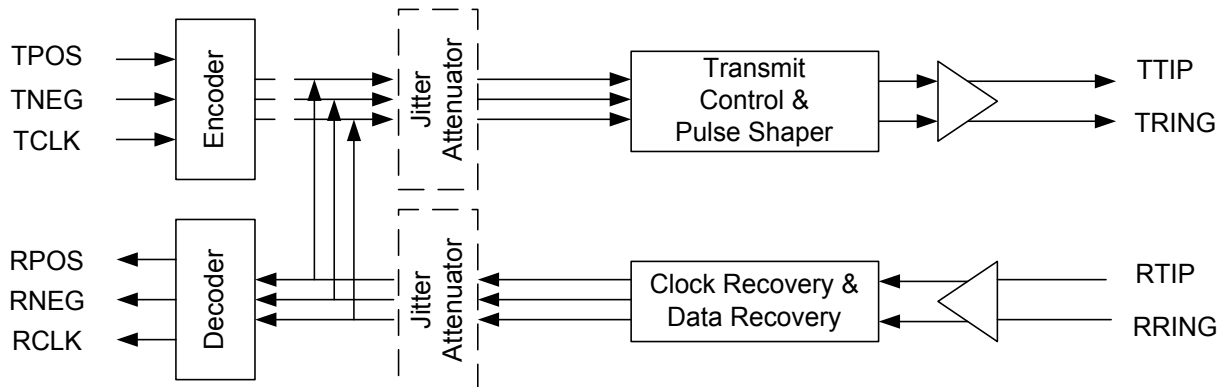 TPOS
TNEG
TCLK
Encoder
Jitter
Attenuator
Transmit
Control &
Pulse Shaper
TTIP
TRING
RPOS
RNEG
RCLK
Decoder
Jitter
Attenuator
Clock Recovery &
Data Recovery
RTIP
RRING